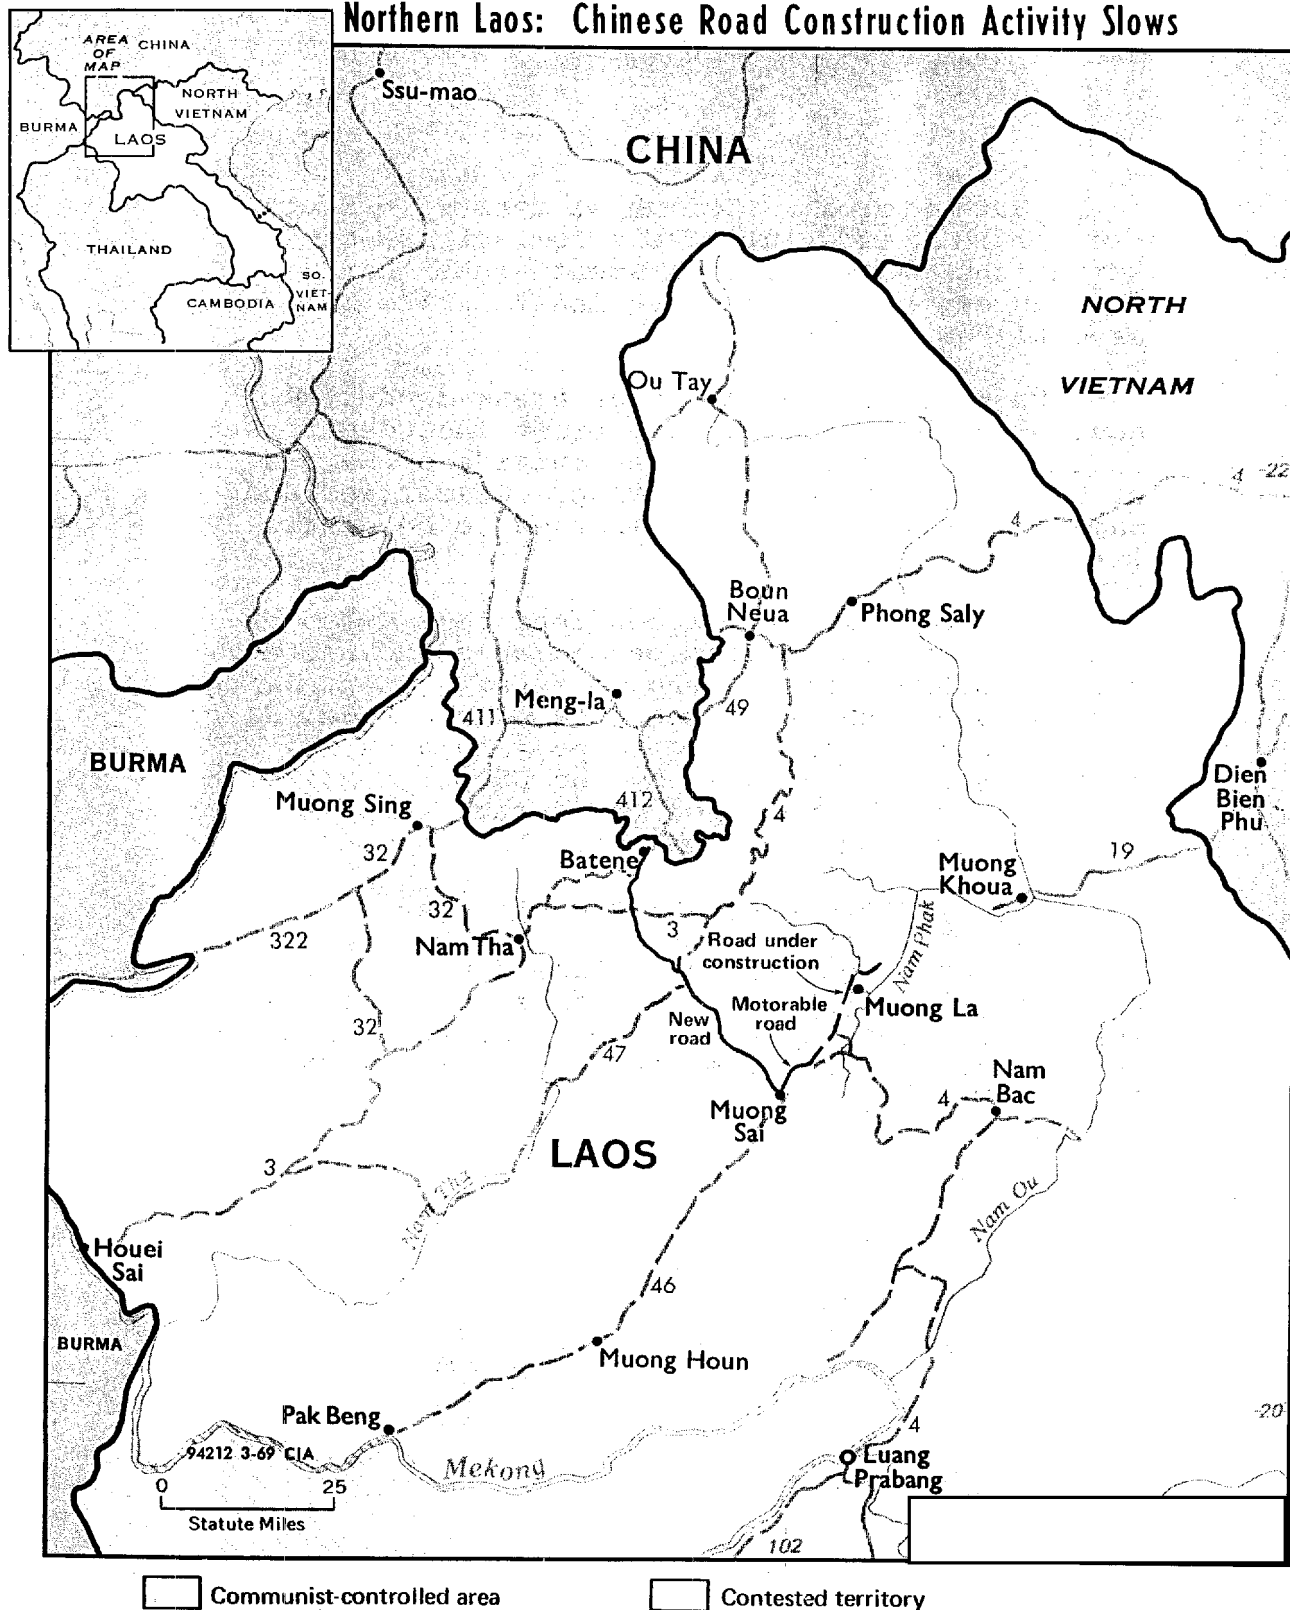 Northern Laos: Chinese Road Construction Activity Slows
AREA
OF
MAP
CHINA
NORTH
VIETNAM
BURMA
LAOS
THAILAND
SO.
VIET-
NAM
CAMBODIA
Ssu-mao
CHINA
NORTH
VIETNAM
Ou Tay
4
22
4
Boun
Neua
Phong Saly
Meng-la
411
49
BURMA
Dien
Bien
Phu
Muong Sing
412
4
32
Batene
Muong
Khoua
19
32
322
Nam Tha
3
Road under
construction
Nam Phak
Motorable
road
Muong La
New
road
32
47
Nam
Bac
4
Muong
Sai
LAOS
3
Nam Tha
Nam Ou
Houei
Sai
46
BURMA
Muong Houn
Pak Beng
20
4
94212 3-69 CIA
Mekong
Luang
Prabang
0 25
Statute Miles
102
Communist-controlled area
Contested territory